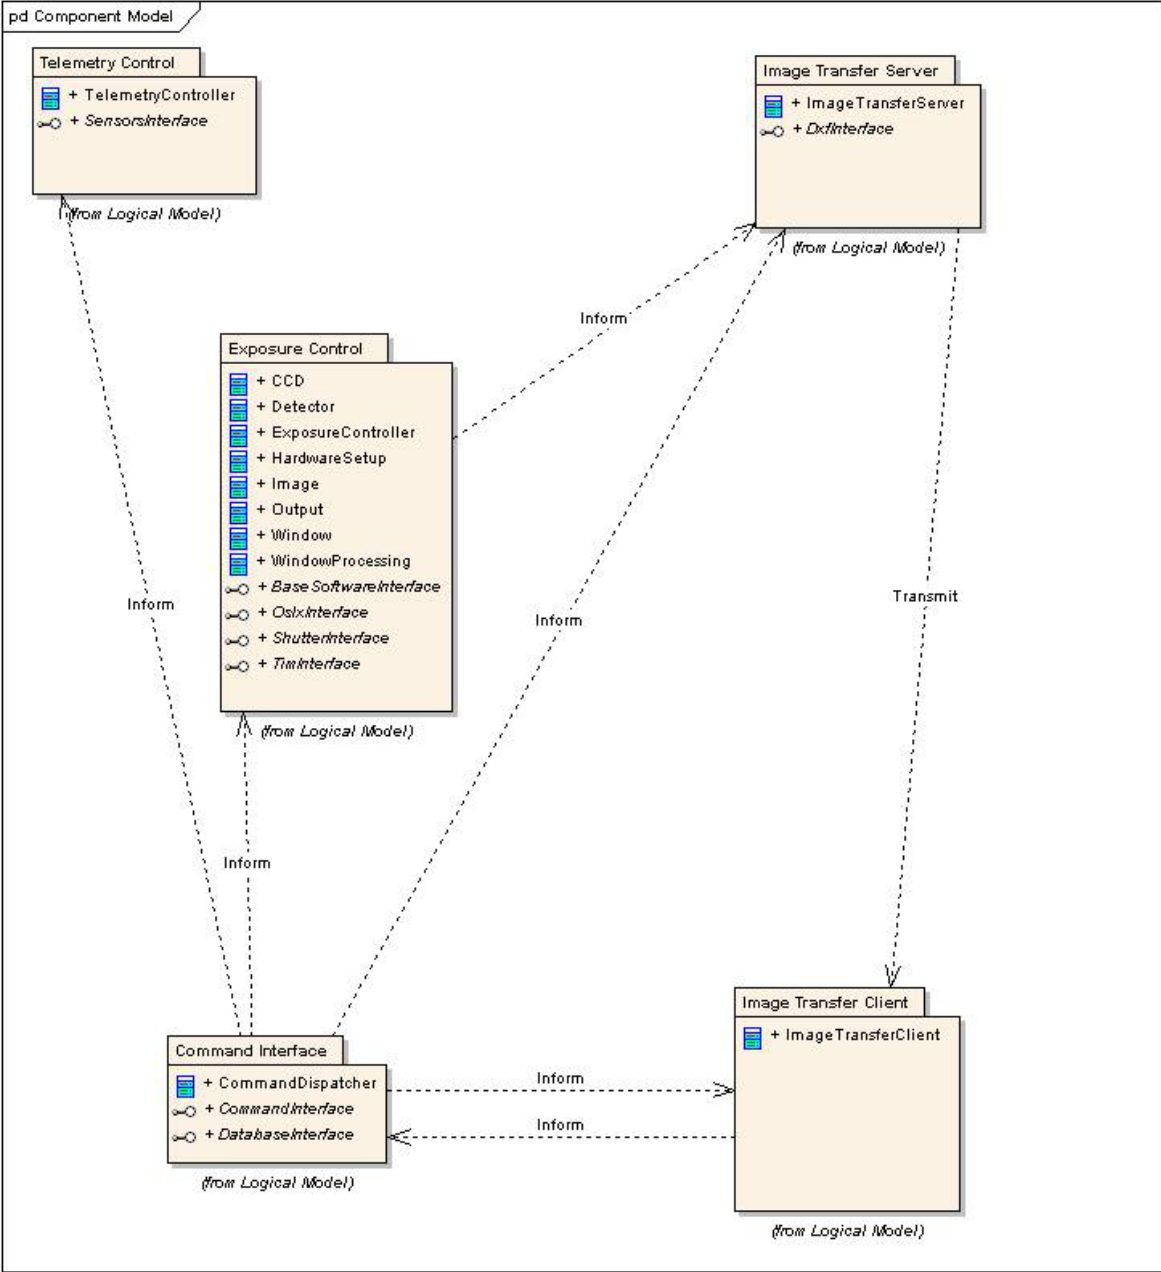 pd Component Model
Telemetry Control
+ TelemetryController
+ SensorsInterface
(from Logical Model)
Image Transfer Server
+ ImageTransferServer
+ DxfInterface
(from Logical Model)
Inform
Exposure Control
+ CCD
+ Detector
+ ExposureController
+ HardwareSetup
+ Image
+ Output
+ Window
+ WindowProcessing
+ BaseSoftwareInterface
+ OslxInterface
+ ShutterInterface
+ TimInterface
(from Logical Model)
Inform
Inform
Transmit
Inform
Command Interface
+ CommandDispatcher
+ CommandInterface
+ DatabaseInterface
(from Logical Model)
Inform
Inform
Image Transfer Client
+ ImageTransferClient
(from Logical Model)